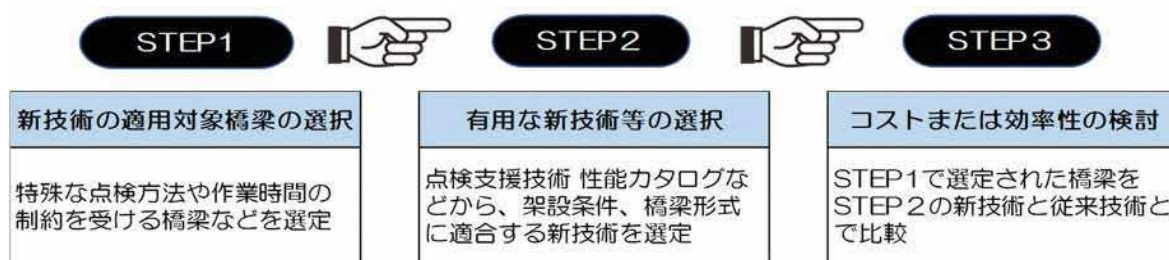 STEP1
STEP2
STEP3
新技術の適用対象橋梁の選択
特殊な点検方法や作業時間の
制約を受ける橋梁などを選定
有用な新技術等の選択
点検支援技術 性能カタログな
どから、架設条件、橋梁形式
に適合する新技術を選定
コストまたは効率性の検討
STEP1で選定された橋梁を
STEP2の新技術と従来技術と
で比較